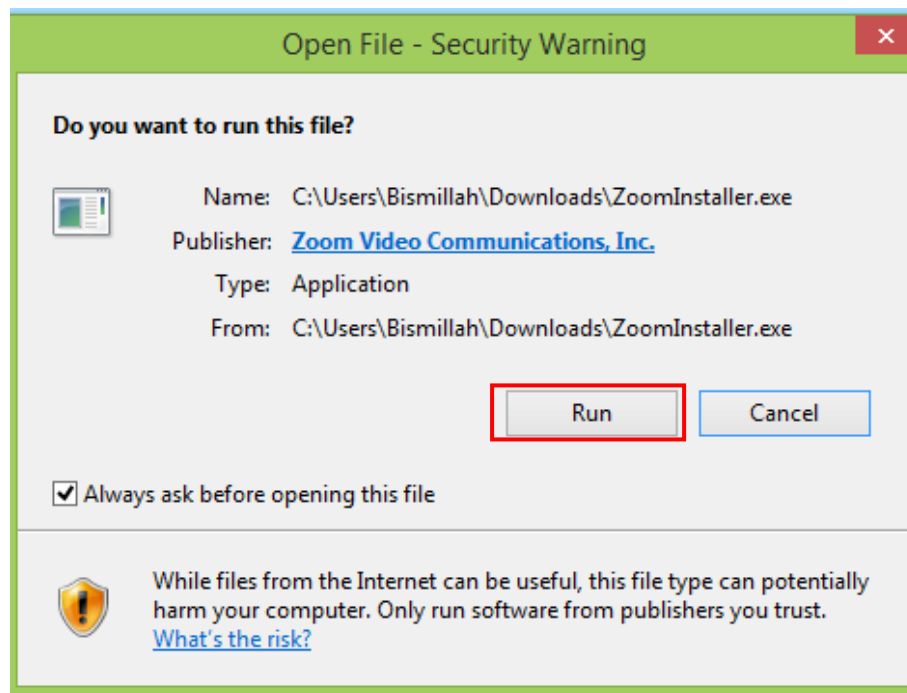 Open File - Security Warning
Do you want to run this file?
Name: C:\Users\Bismillah\Downloads\ZoomInstaller.exe
Publisher: Zoom Video Communications, Inc.
Type: Application
From: C:\Users\Bismillah\Downloads\ZoomInstaller.exe
Run Cancel
Always ask before opening this file
While files from the Internet can be useful, this file type can potentially
harm your computer. Only run software from publishers you trust.
What's the risk?